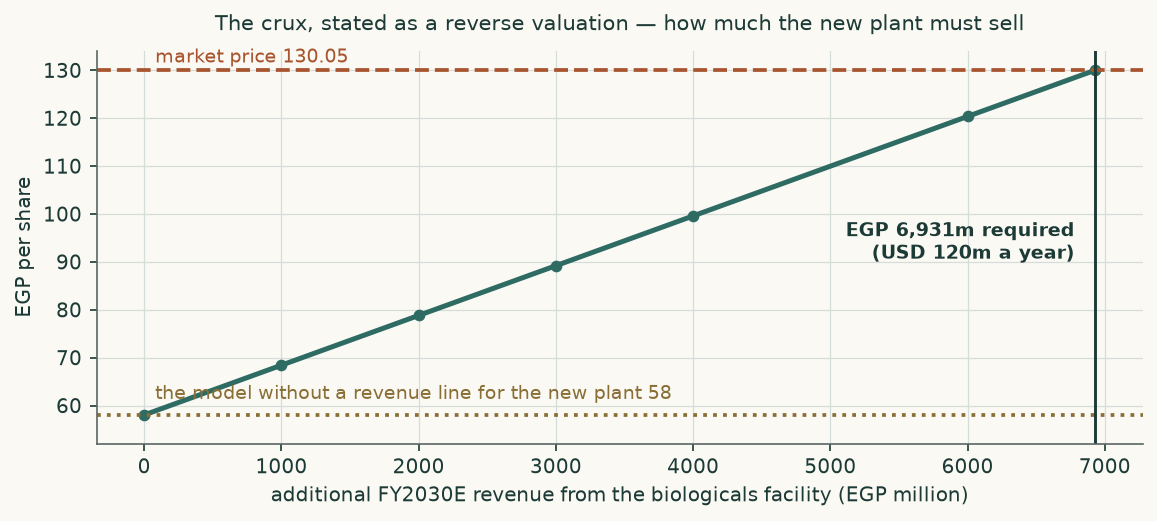 The crux, stated as a reverse valuation — how much the new plant must sell
market price 130.05
130
120
110
100
90
80
70
60
EGP per share
EGP 6,931m required
(USD 120m a year)
the model without a revenue line for the new plant 58
0 1000 2000 3000 4000 5000 6000 7000
additional FY2030E revenue from the biologicals facility (EGP million)